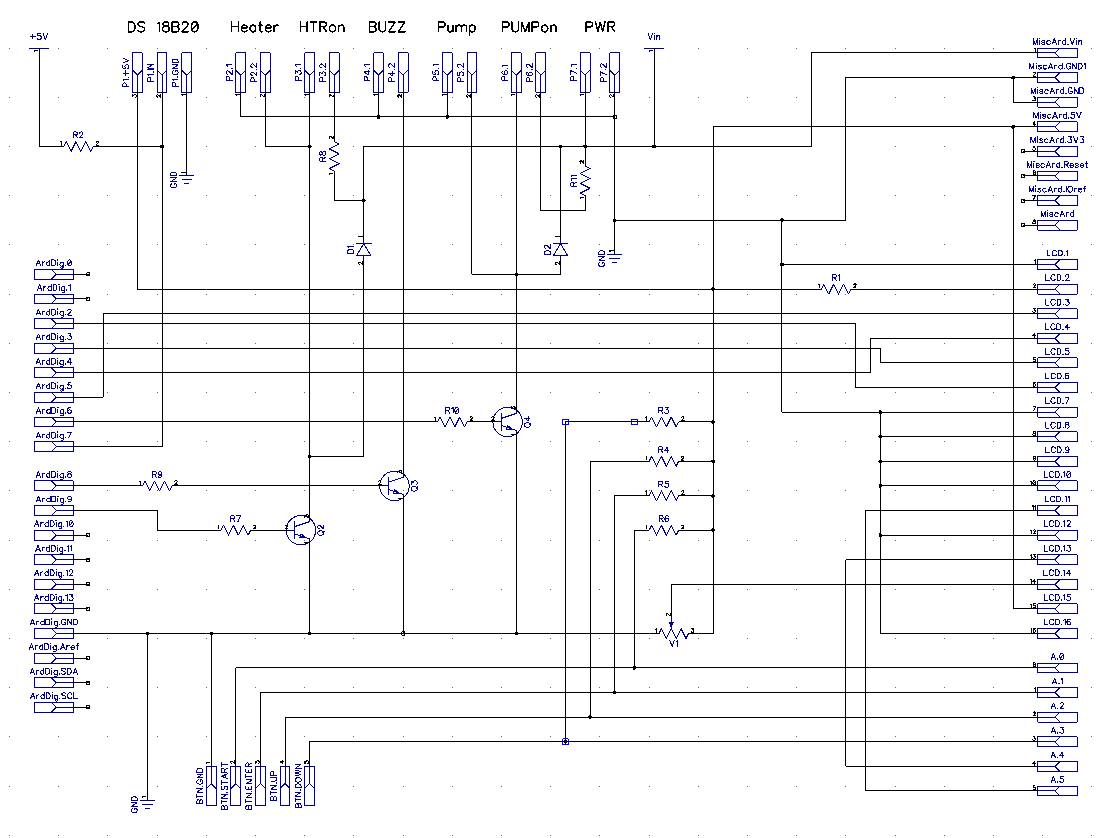 DS 18B20 Heater HTRon BUZZ Pump PUMPon PWR
+5V Vin
P1.+5V P1.IN P1.GND P2.1 P2.2 P3.1 P3.2 P4.1 P4.2 P5.1 P5.2 P6.1 P6.2 P7.1 P7.2
MiscArd.Vin
MiscArd.GND1
MiscArd.GND
MiscArd.5V
MiscArd.3V3
MiscArd.Reset
MiscArd.IOref
MiscArd
R2
R8
R11
GND
D1
D2
GND
R1
ArdDig.0
ArdDig.1
ArdDig.2
ArdDig.3
ArdDig.4
ArdDig.5
ArdDig.6
ArdDig.7
ArdDig.8
ArdDig.9
ArdDig.10
ArdDig.11
ArdDig.12
ArdDig.13
ArdDig.GND
ArdDig.Aref
ArdDig.SDA
ArdDig.SCL
R10
Q4
R9
Q3
R7
Q2
R3
R4
R5
R6
V1
LCD.1
LCD.2
LCD.3
LCD.4
LCD.5
LCD.6
LCD.7
LCD.8
LCD.9
LCD.10
LCD.11
LCD.12
LCD.13
LCD.14
LCD.15
LCD.16
A.0
A.1
A.2
A.3
A.4
A.5
GND
BTN.GND
BTN.START
BTN.ENTER
BTN.UP
BTN.DOWN